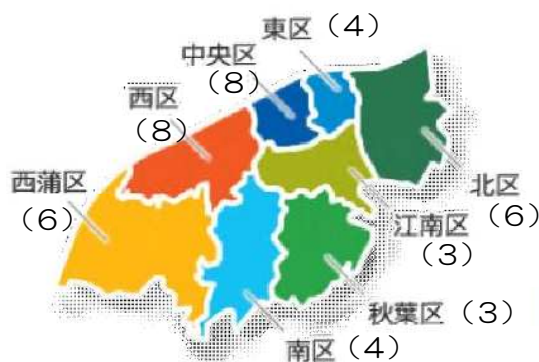 東区（4）
中央区
（8）
西区
（8）
西蒲区
（6）
北区
（6）
江南区
（3）
秋葉区（3）
南区（4）